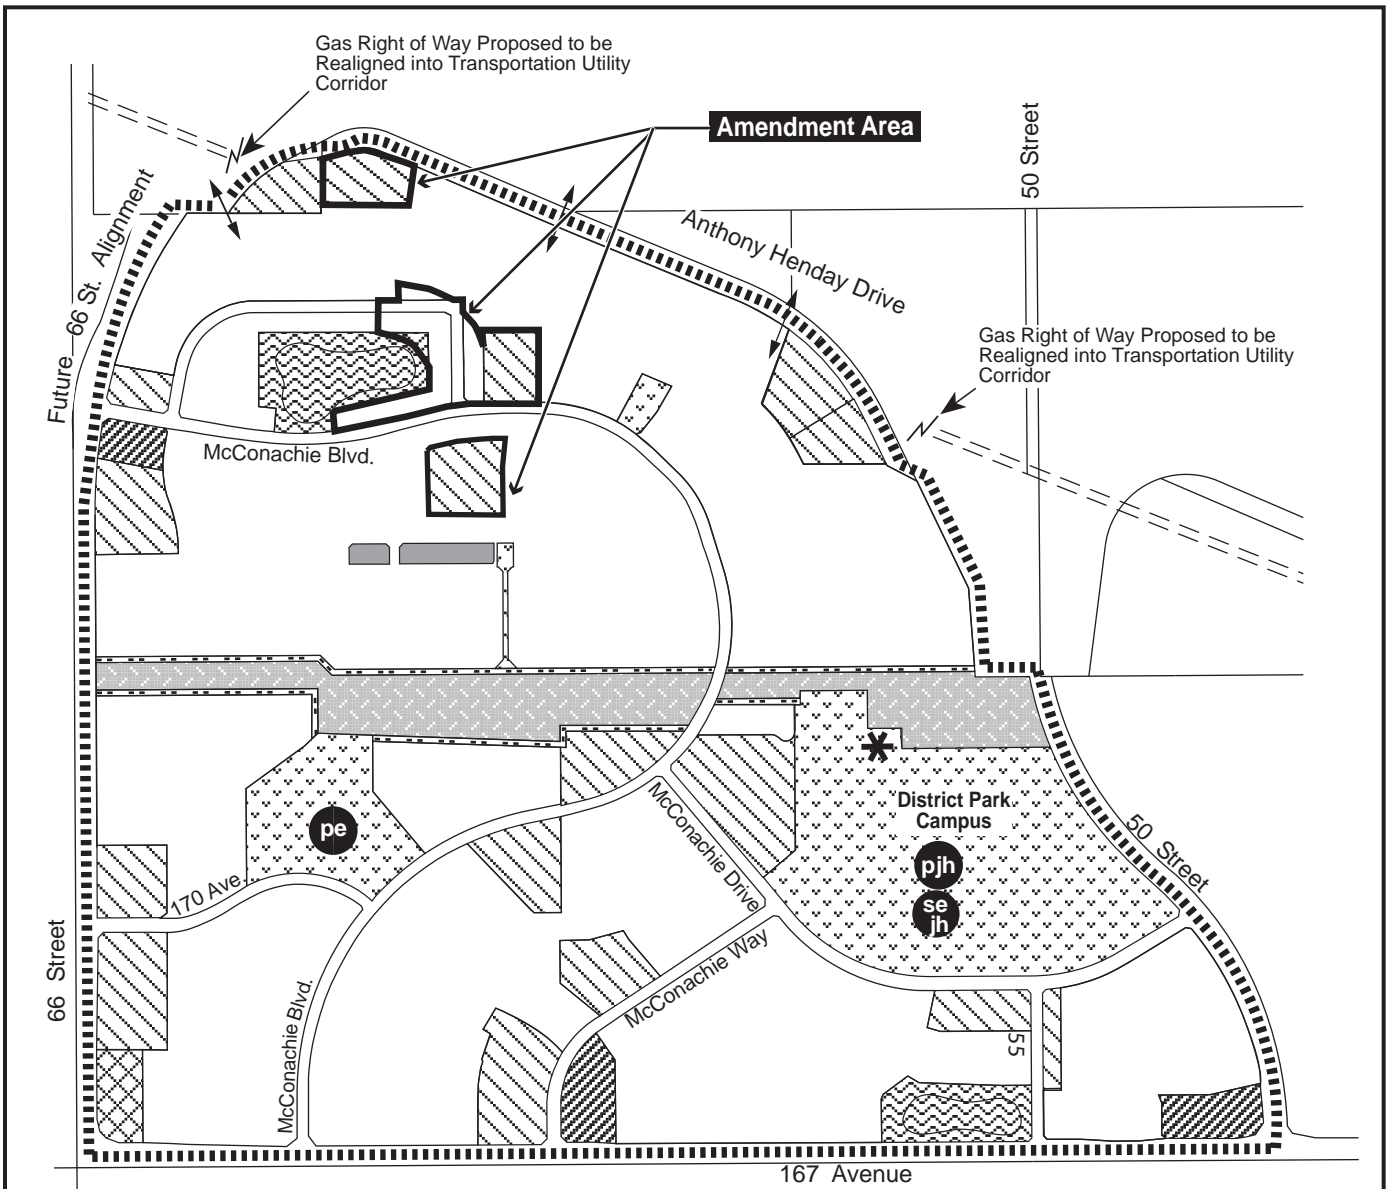 Gas Right of Way Proposed to be
Realigned into Transportation Utility
Corridor
Amendment Area
50 Street
Future 66 St. Alignment
Anthony Henday Drive
Gas Right of Way Proposed to be
Realigned into Transportation Utility
Corridor
McConachie Blvd.
District Park
Campus
pe
pjh
se
jh
McConachie Drive
50 Street
170 Ave.
McConachie Way
66 Street
McConachie Blvd.
55
167 Avenue